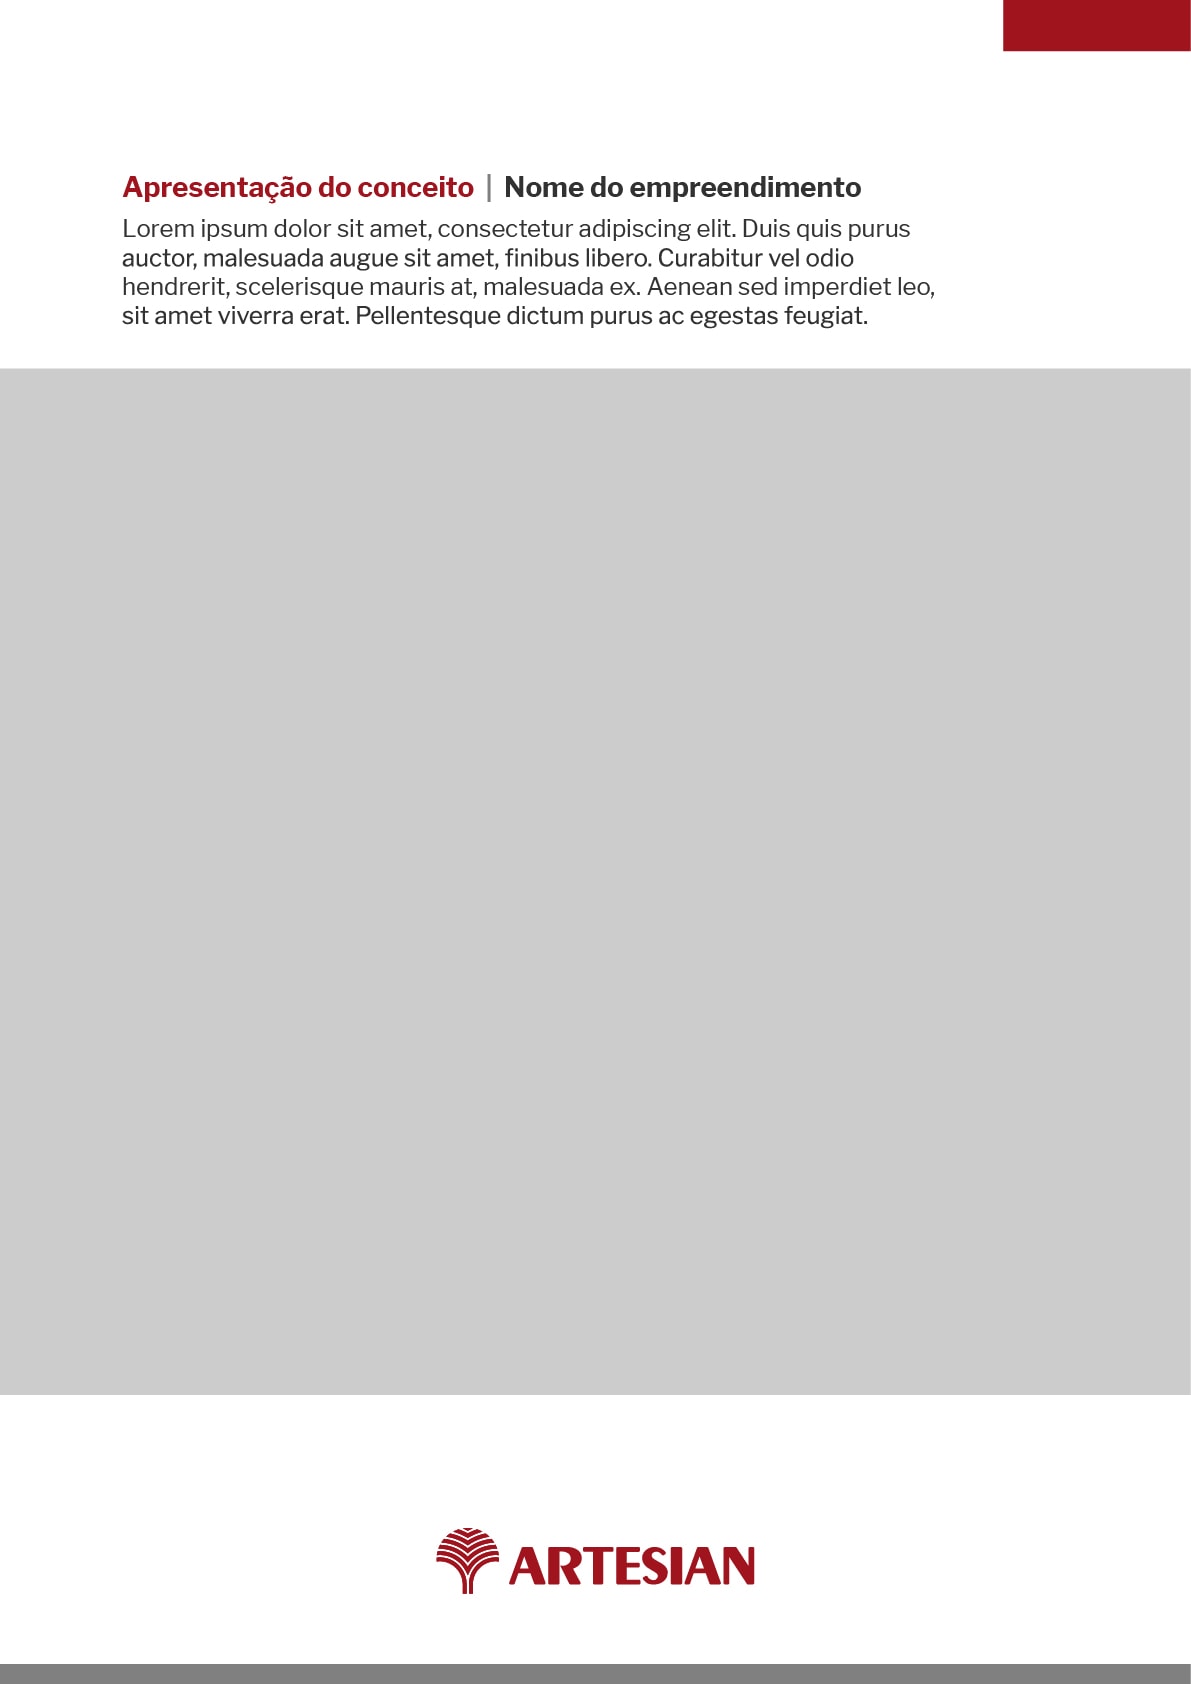 Apresentação do conceito | Nome do empreendimento
Lorem ipsum dolor sit amet, consectetur adipiscing elit. Duis quis purus
auctor, malesuada augue sit amet, finibus libero. Curabitur vel odio
hendrerit, scelerisque mauris at, malesuada ex. Aenean sed imperdiet leo,
sit amet viverra erat. Pellentesque dictum purus ac egestas feugiat.
ARTESIAN